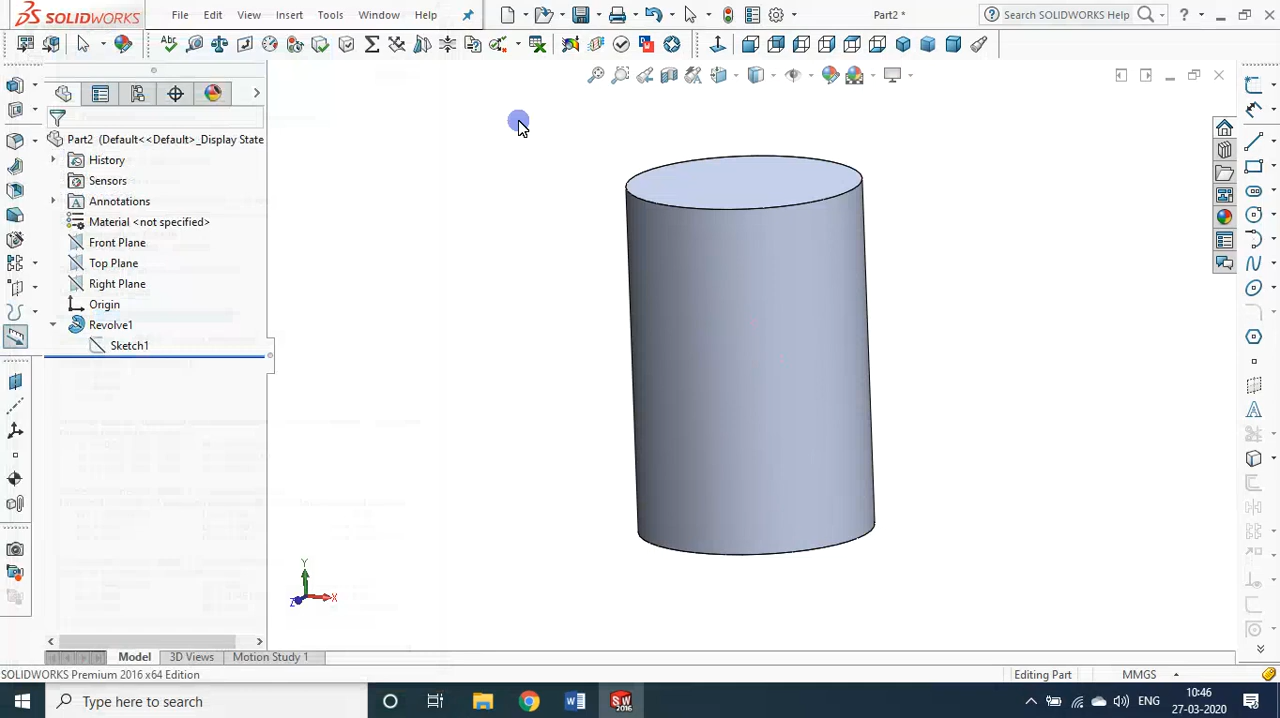 SOLIDWORKS File Edit View Insert Tools Window Help Part2 * Search SOLIDWORKS Help
Part2 (Default<<Default>_Display State
History
Sensors
Annotations
Material <not specified>
Front Plane
Top Plane
Right Plane
Origin
Revolve1
Sketch1
Y
X
Z
Model 3D Views Motion Study 1
SOLIDWORKS Premium 2016 x64 Edition Editing Part MMGS
Type here to search ENG 10:46
27-03-2020